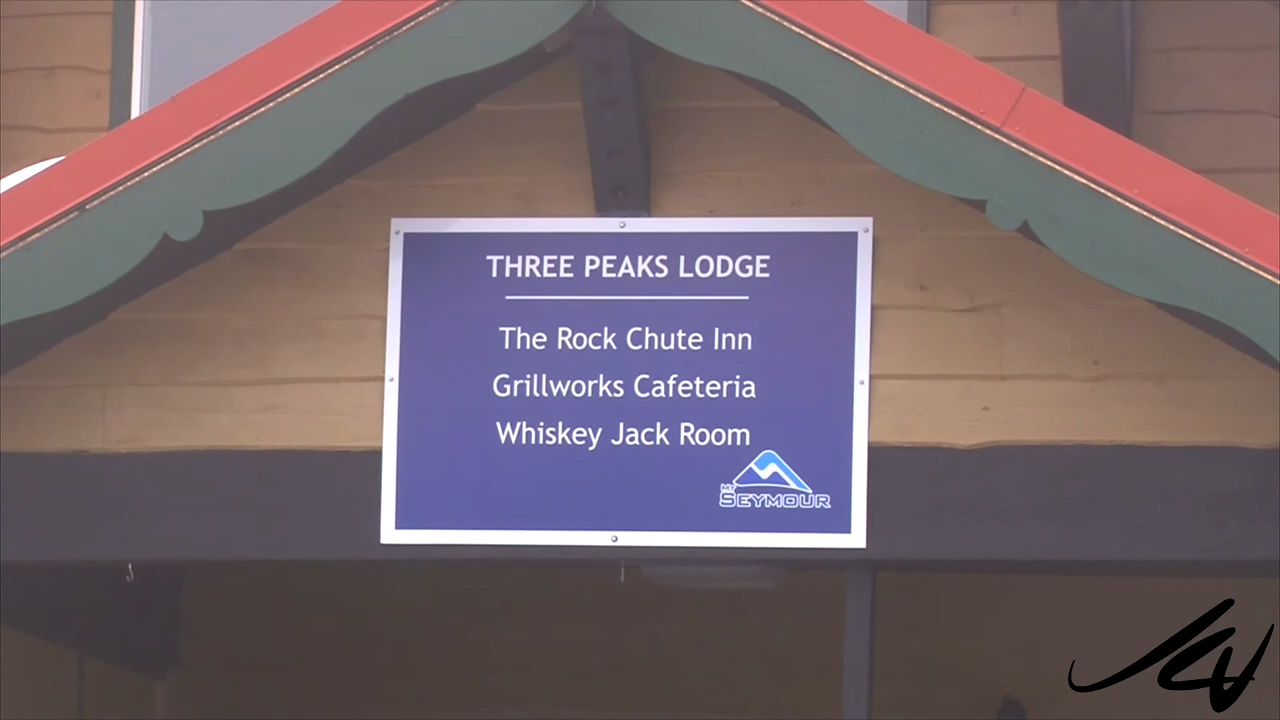 THREE PEAKS LODGE
The Rock Chute Inn
Grillworks Cafeteria
Whiskey Jack Room
MT
SEYMOUR